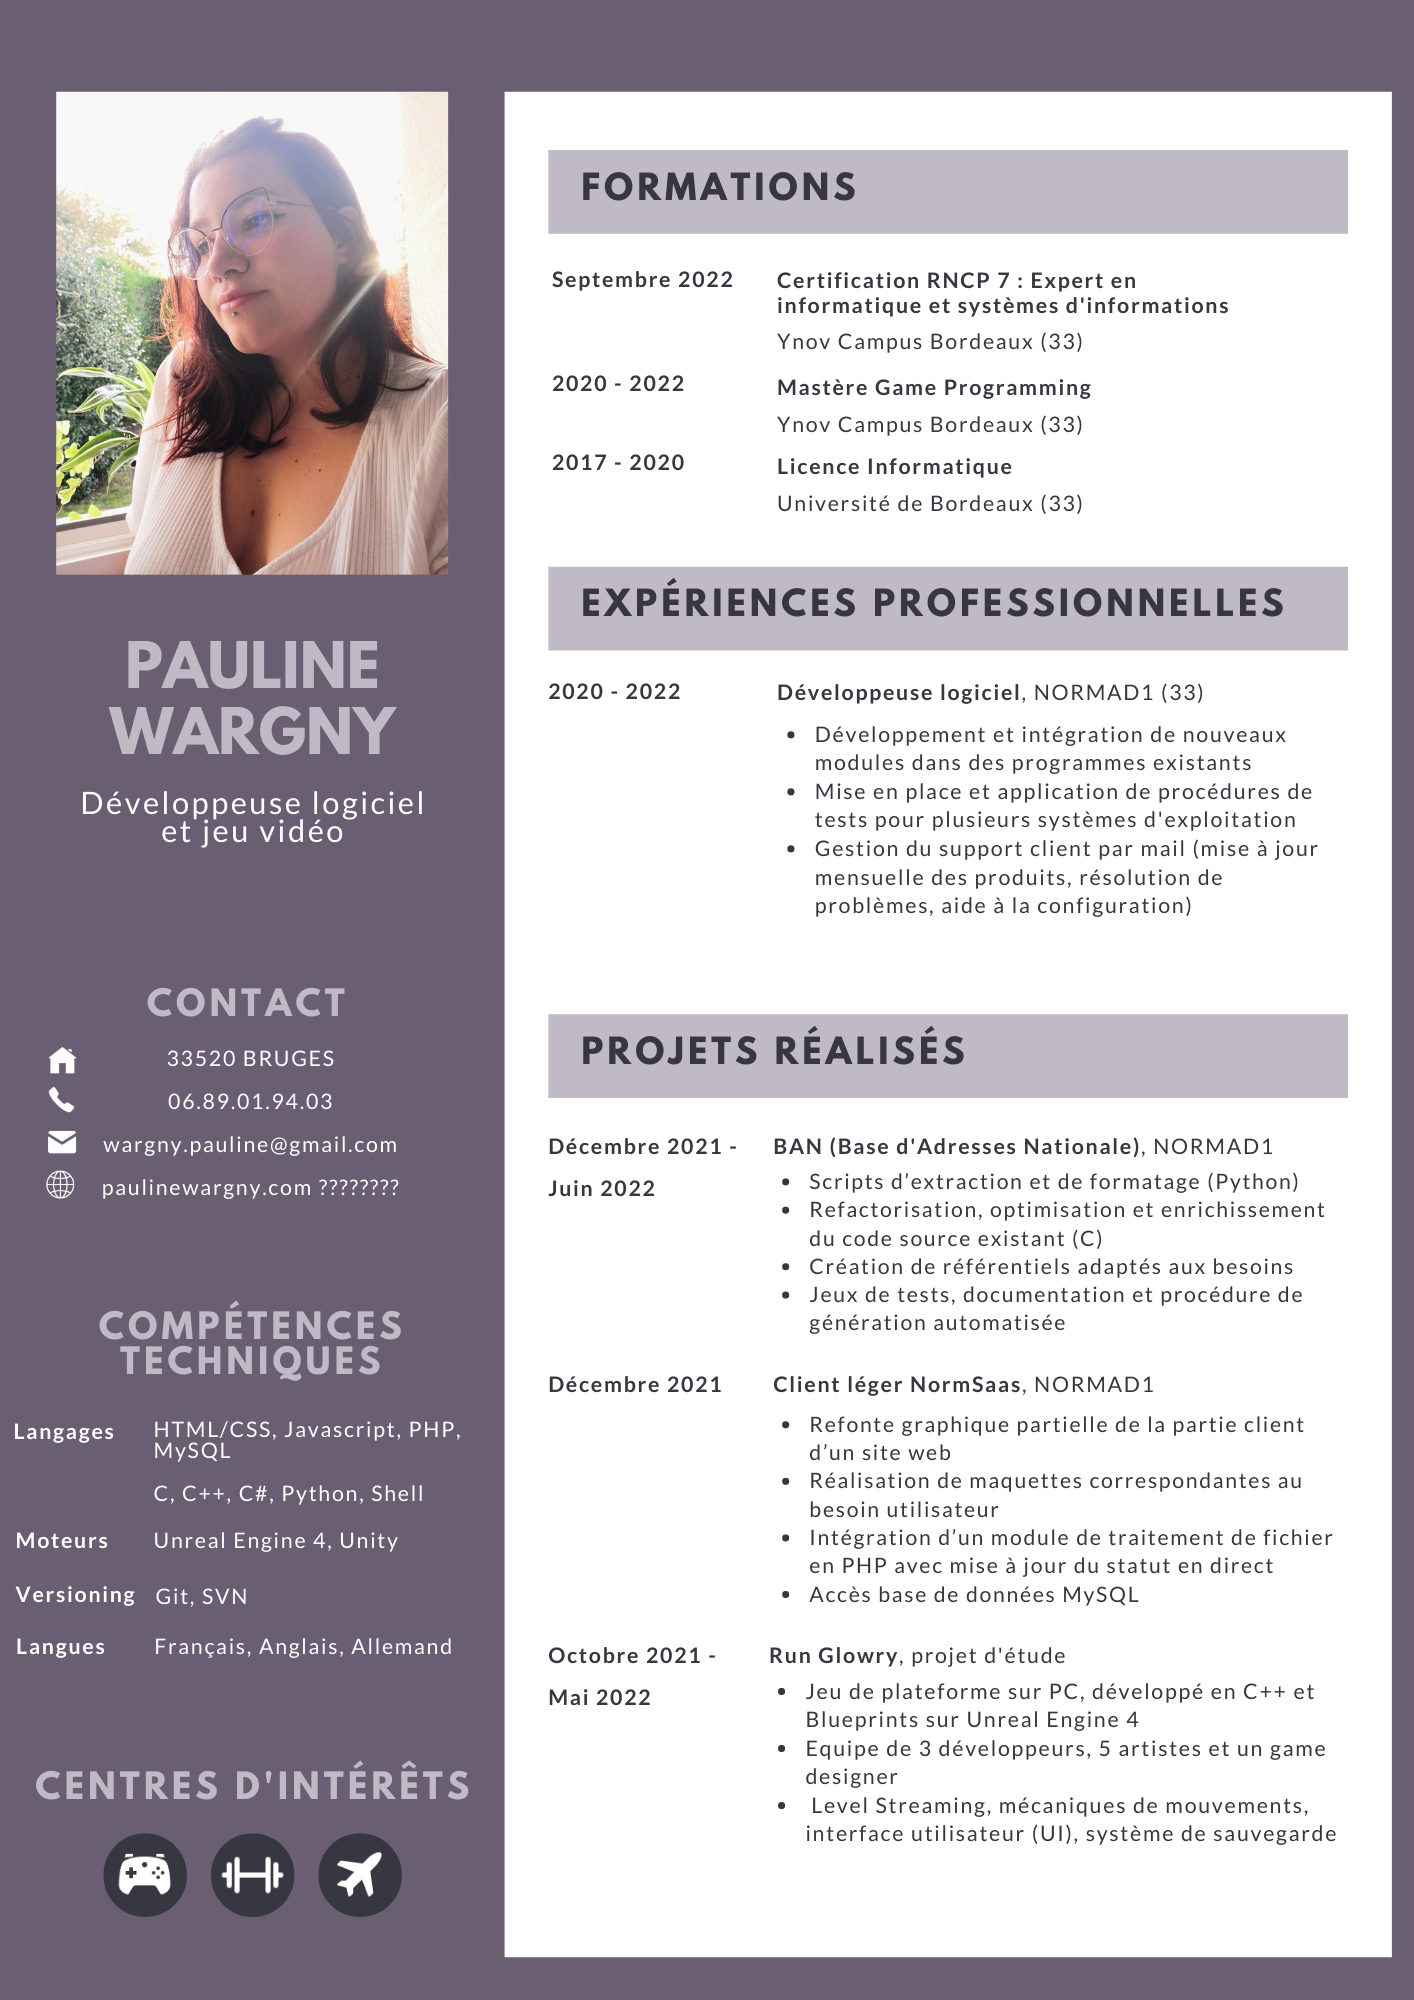 PAULINE
WARGNY
Développeuse logiciel
et jeu vidéo
CONTACT
33520 BRUGES
06.89.01.94.03
wargny.pauline@gmail.com
paulinewargny.com ????????
COMPÉTENCES
TECHNIQUES
Langages HTML/CSS, Javascript, PHP,
MySQL
C, C++, C#, Python, Shell
Moteurs Unreal Engine 4, Unity
Versioning Git, SVN
Langues Français, Anglais, Allemand
CENTRES D'INTÉRÊTS
FORMATIONS
Septembre 2022 Certification RNCP 7 : Expert en
informatique et systèmes d'informations
Ynov Campus Bordeaux (33)
2020 - 2022 Mastère Game Programming
Ynov Campus Bordeaux (33)
2017 - 2020 Licence Informatique
Université de Bordeaux (33)
EXPÉRIENCES PROFESSIONNELLES
2020 - 2022 Développeuse logiciel, NORMAD1 (33)
• Développement et intégration de nouveaux
modules dans des programmes existants
• Mise en place et application de procédures de
tests pour plusieurs systèmes d'exploitation
• Gestion du support client par mail (mise à jour
mensuelle des produits, résolution de
problèmes, aide à la configuration)
PROJETS RÉALISÉS
Décembre 2021 -
Juin 2022
BAN (Base d'Adresses Nationale), NORMAD1
• Scripts d’extraction et de formatage (Python)
• Refactorisation, optimisation et enrichissement
du code source existant (C)
• Création de référentiels adaptés aux besoins
• Jeux de tests, documentation et procédure de
génération automatisée
Décembre 2021 Client léger NormSaas, NORMAD1
• Refonte graphique partielle de la partie client
d’un site web
• Réalisation de maquettes correspondantes au
besoin utilisateur
• Intégration d’un module de traitement de fichier
en PHP avec mise à jour du statut en direct
• Accès base de données MySQL
Octobre 2021 -
Mai 2022
Run Glowry, projet d'étude
• Jeu de plateforme sur PC, développé en C++ et
Blueprints sur Unreal Engine 4
• Equipe de 3 développeurs, 5 artistes et un game
designer
• Level Streaming, mécaniques de mouvements,
interface utilisateur (UI), système de sauvegarde